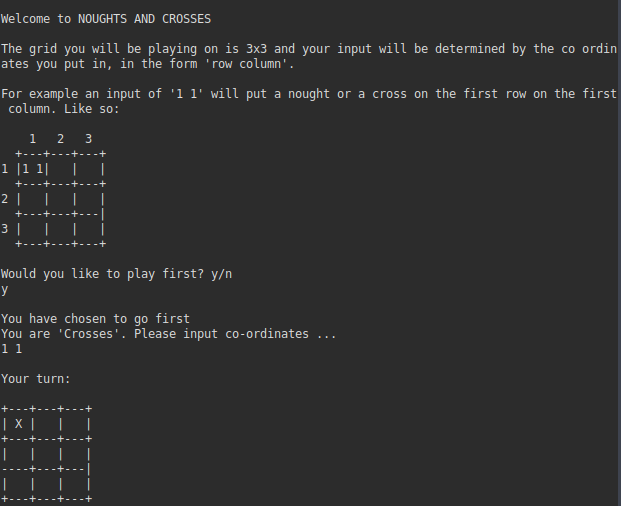 Welcome to NOUGHTS AND CROSSES
The grid you will be playing on is 3x3 and your input will be determined by the co ordin
ates you put in, in the form 'row column'.
For example an input of '1 1' will put a nought or a cross on the first row on the first
 column. Like so:
    1   2   3
  +---+---+---+
1 |1 1|   |   |
  +---+---+---+
2 |   |   |   |
  +---+---+---|
3 |   |   |   |
  +---+---+---+
Would you like to play first? y/n
y
You have chosen to go first
You are 'Crosses'. Please input co-ordinates ...
1 1
Your turn:
+---+---+---+
| X |   |   |
+---+---+---+
|   |   |   |
----+---+---|
|   |   |   |
+---+---+---+